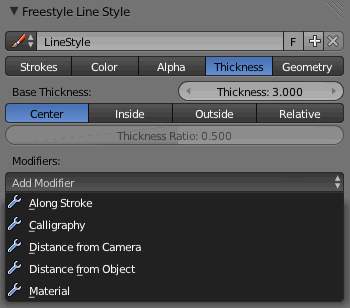 Freestyle Line Style
LineStyle F
Strokes Color Alpha Thickness Geometry
Base Thickness: Thickness: 3.000
Center Inside Outside Relative
Thickness Ratio: 0.500
Modifiers:
Add Modifier
Along Stroke
Calligraphy
Distance from Camera
Distance from Object
Material